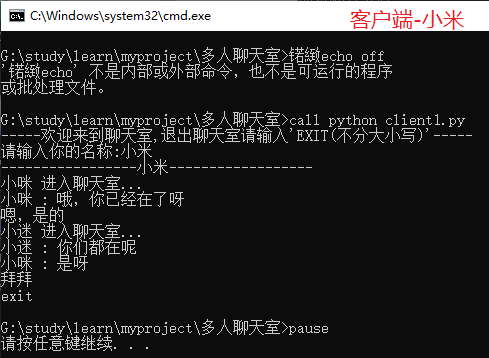 C:\Windows\system32\cmd.exe
客户端-小米
G:\study\learn\myproject\多人聊天室>锘緻echo off
'锘緻echo' 不是内部或外部命令，也不是可运行的程序
或批处理文件。
G:\study\learn\myproject\多人聊天室>call python client1.py
-----欢迎来到聊天室,退出聊天室请输入'EXIT(不分大小写)'-----
请输入你的名称:小米
-----------------小米------------------
小咪 进入聊天室...
小咪 : 哦，你已经在了呀
嗯，是的
小迷 进入聊天室...
小迷 : 你们都在呢
小咪 : 是呀
拜拜
exit
G:\study\learn\myproject\多人聊天室>pause
请按任意键继续. . .